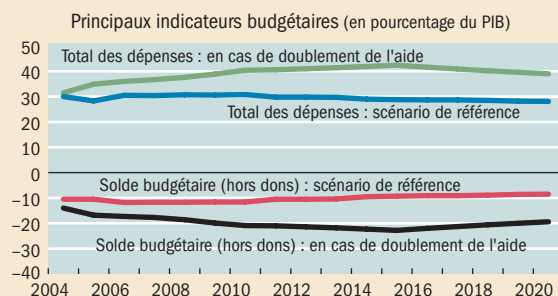 Principaux indicateurs budgétaires (en pourcentage du PIB)
50
Total des dépenses : en cas de doublement de l'aide
40
30
Total des dépenses : scénario de référence
20
10
0
Solde budgétaire (hors dons) : scénario de référence
–10
–20
Solde budgétaire (hors dons) : en cas de doublement de l'aide
–30
–40
2004 2006 2008 2010 2012 2014 2016 2018 2020